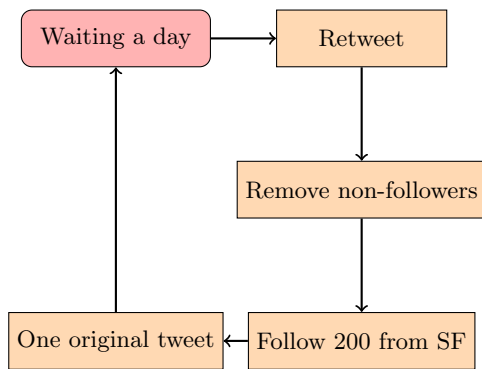 Waiting a day
Retweet
Remove non-followers
One original tweet
Follow 200 from SF